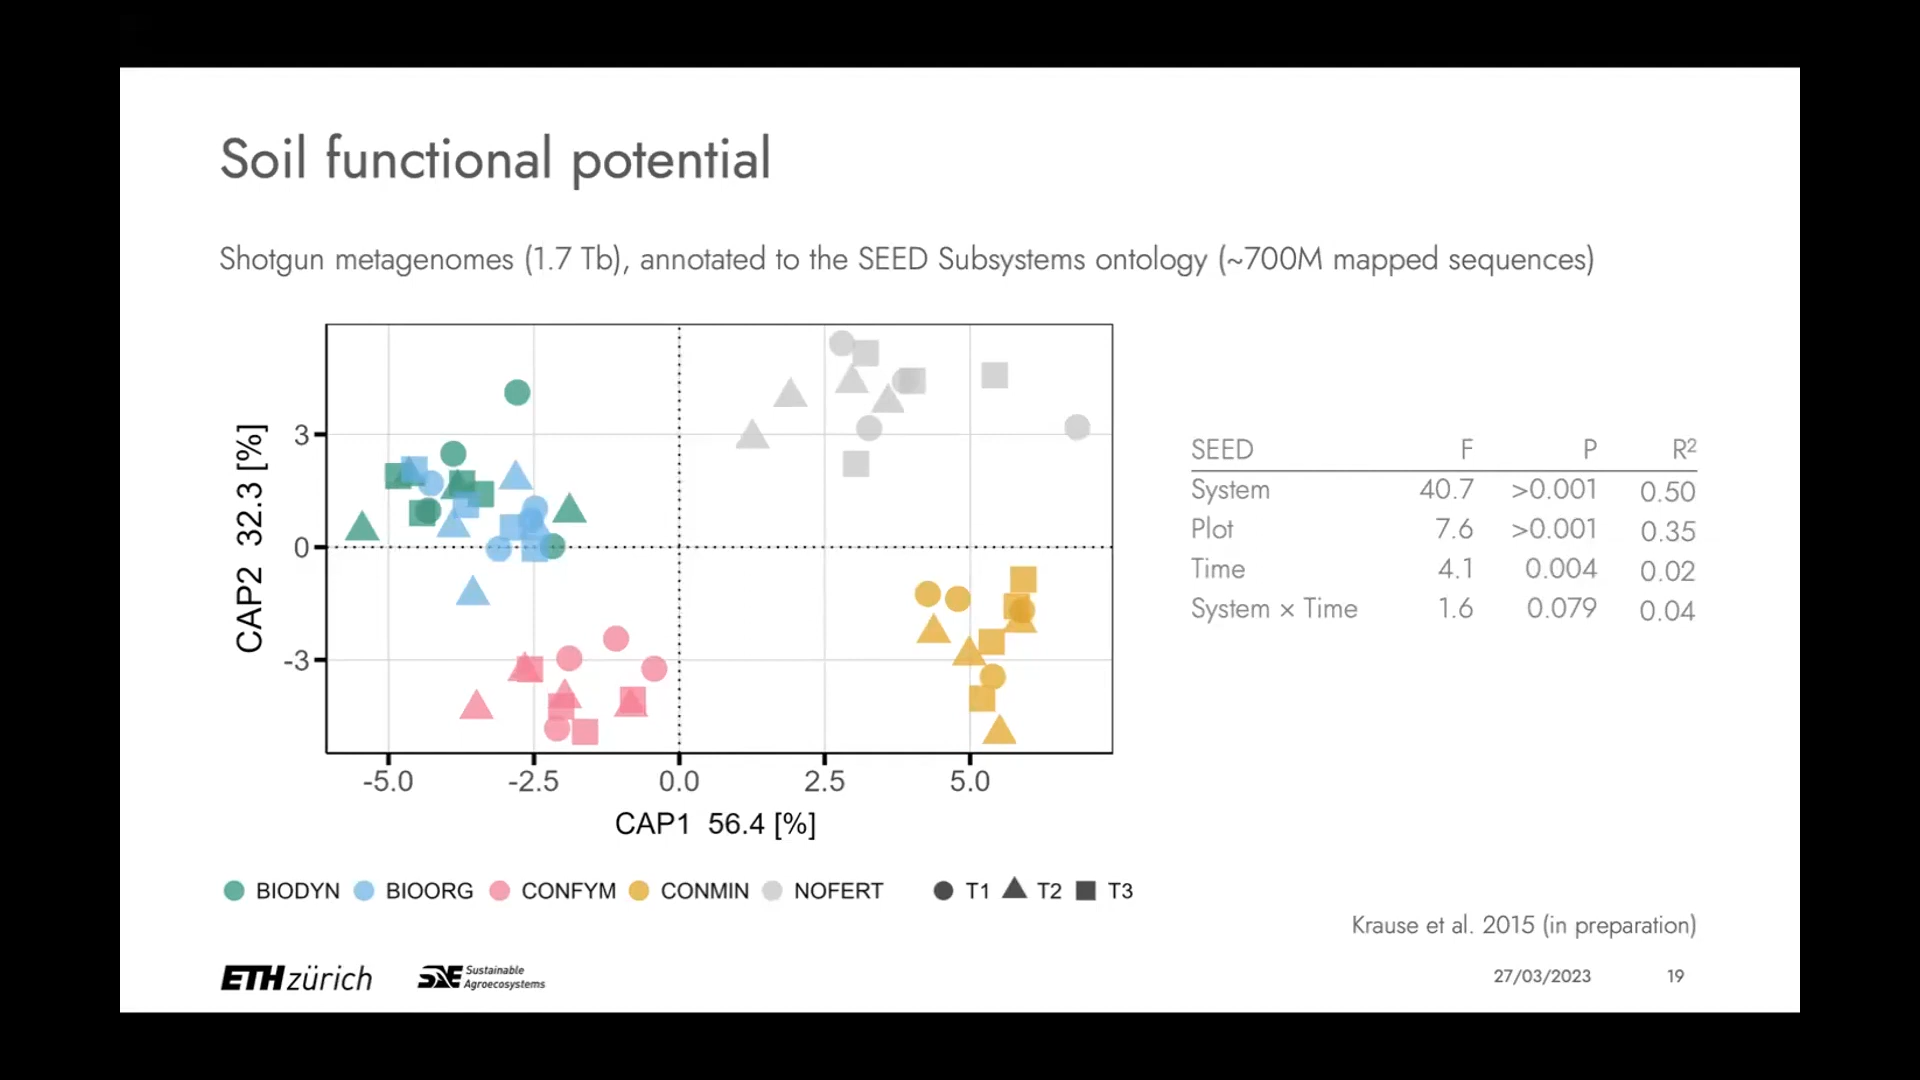 Soil functional potential
Shotgun metagenomes (1.7 Tb), annotated to the SEED Subsystems ontology (~700M mapped sequences)
CAP2 32.3 [%]
3
0
-3
-5.0 -2.5 0.0 2.5 5.0
CAP1 56.4 [%]
BIODYN BIOORG CONFYM CONMIN NOFERT T1 T2 T3
SEED F P R²
System 40.7 >0.001 0.50
Plot 7.6 >0.001 0.35
Time 4.1 0.004 0.02
System × Time 1.6 0.079 0.04
Krause et al. 2015 (in preparation)
ETH zürich
SAE Sustainable
Agroecosystems
27/03/2023 19